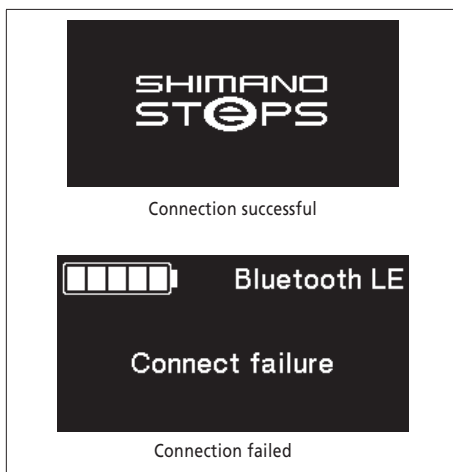 SHIMANO
STePS
Connection successful
Bluetooth LE
Connect failure
Connection failed